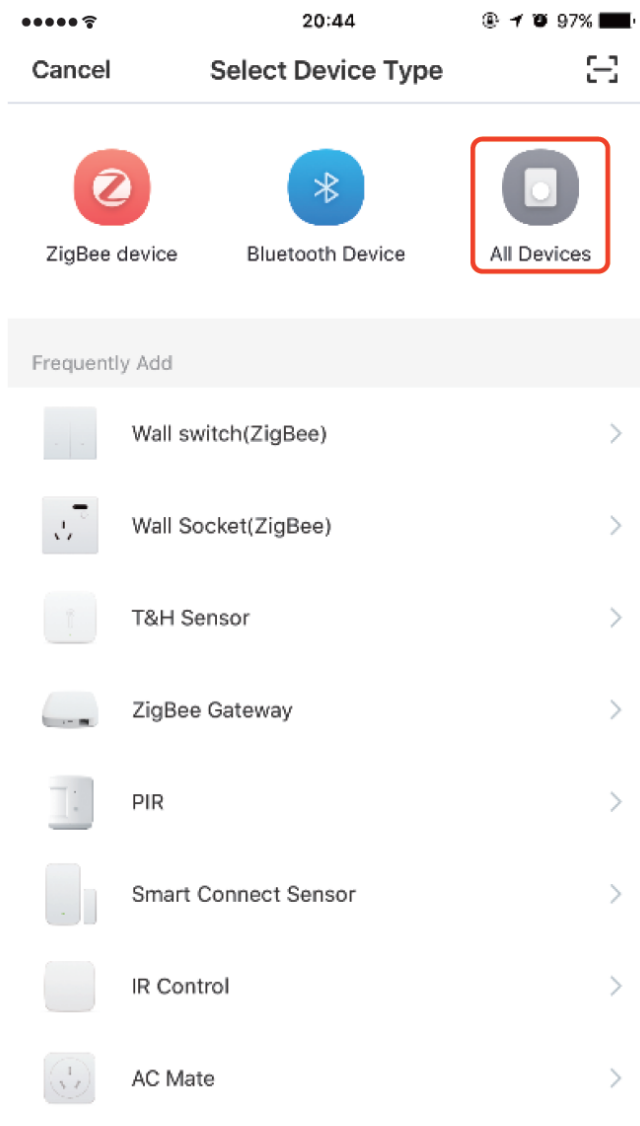 20:44
97%
Cancel
Select Device Type
ZigBee device
Bluetooth Device
All Devices
Frequently Add
Wall switch(ZigBee)
Wall Socket(ZigBee)
T&H Sensor
ZigBee Gateway
PIR
Smart Connect Sensor
IR Control
AC Mate